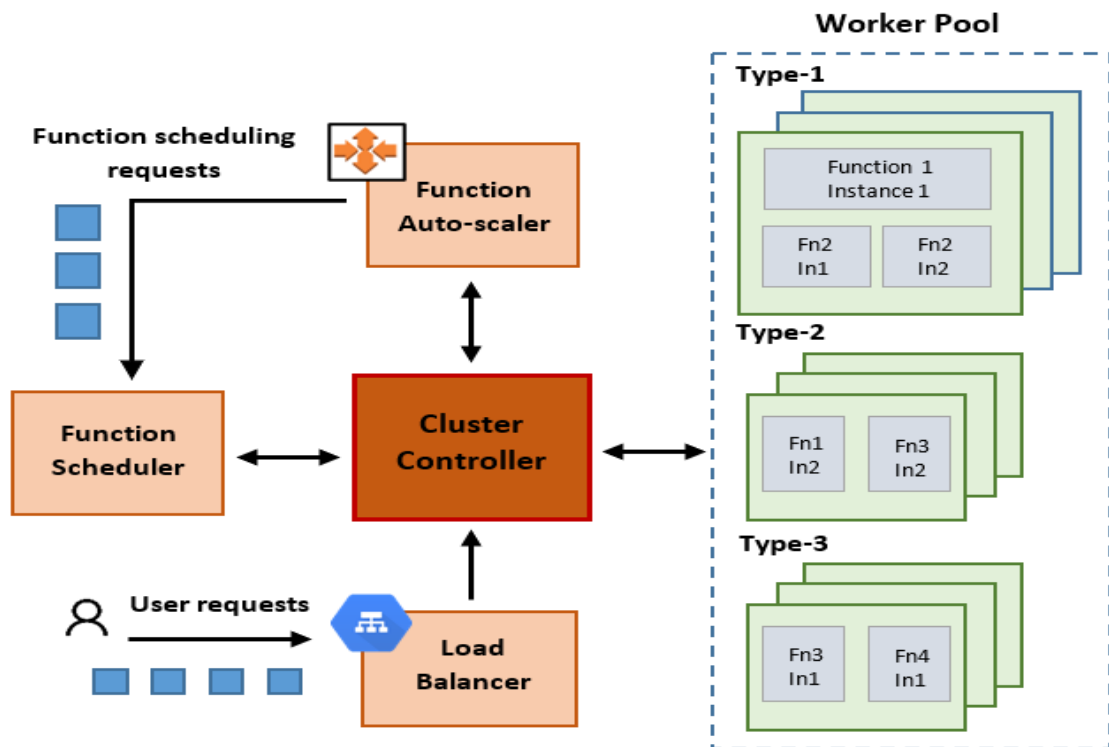 Worker Pool
Type-1
Function scheduling
requests
Function
Auto-scaler
Function 1
Instance 1
Fn2
In1
Fn2
In2
Type-2
Function
Scheduler
Cluster
Controller
Fn1
In2
Fn3
In2
Type-3
User requests
Load
Balancer
Fn3
In1
Fn4
In1